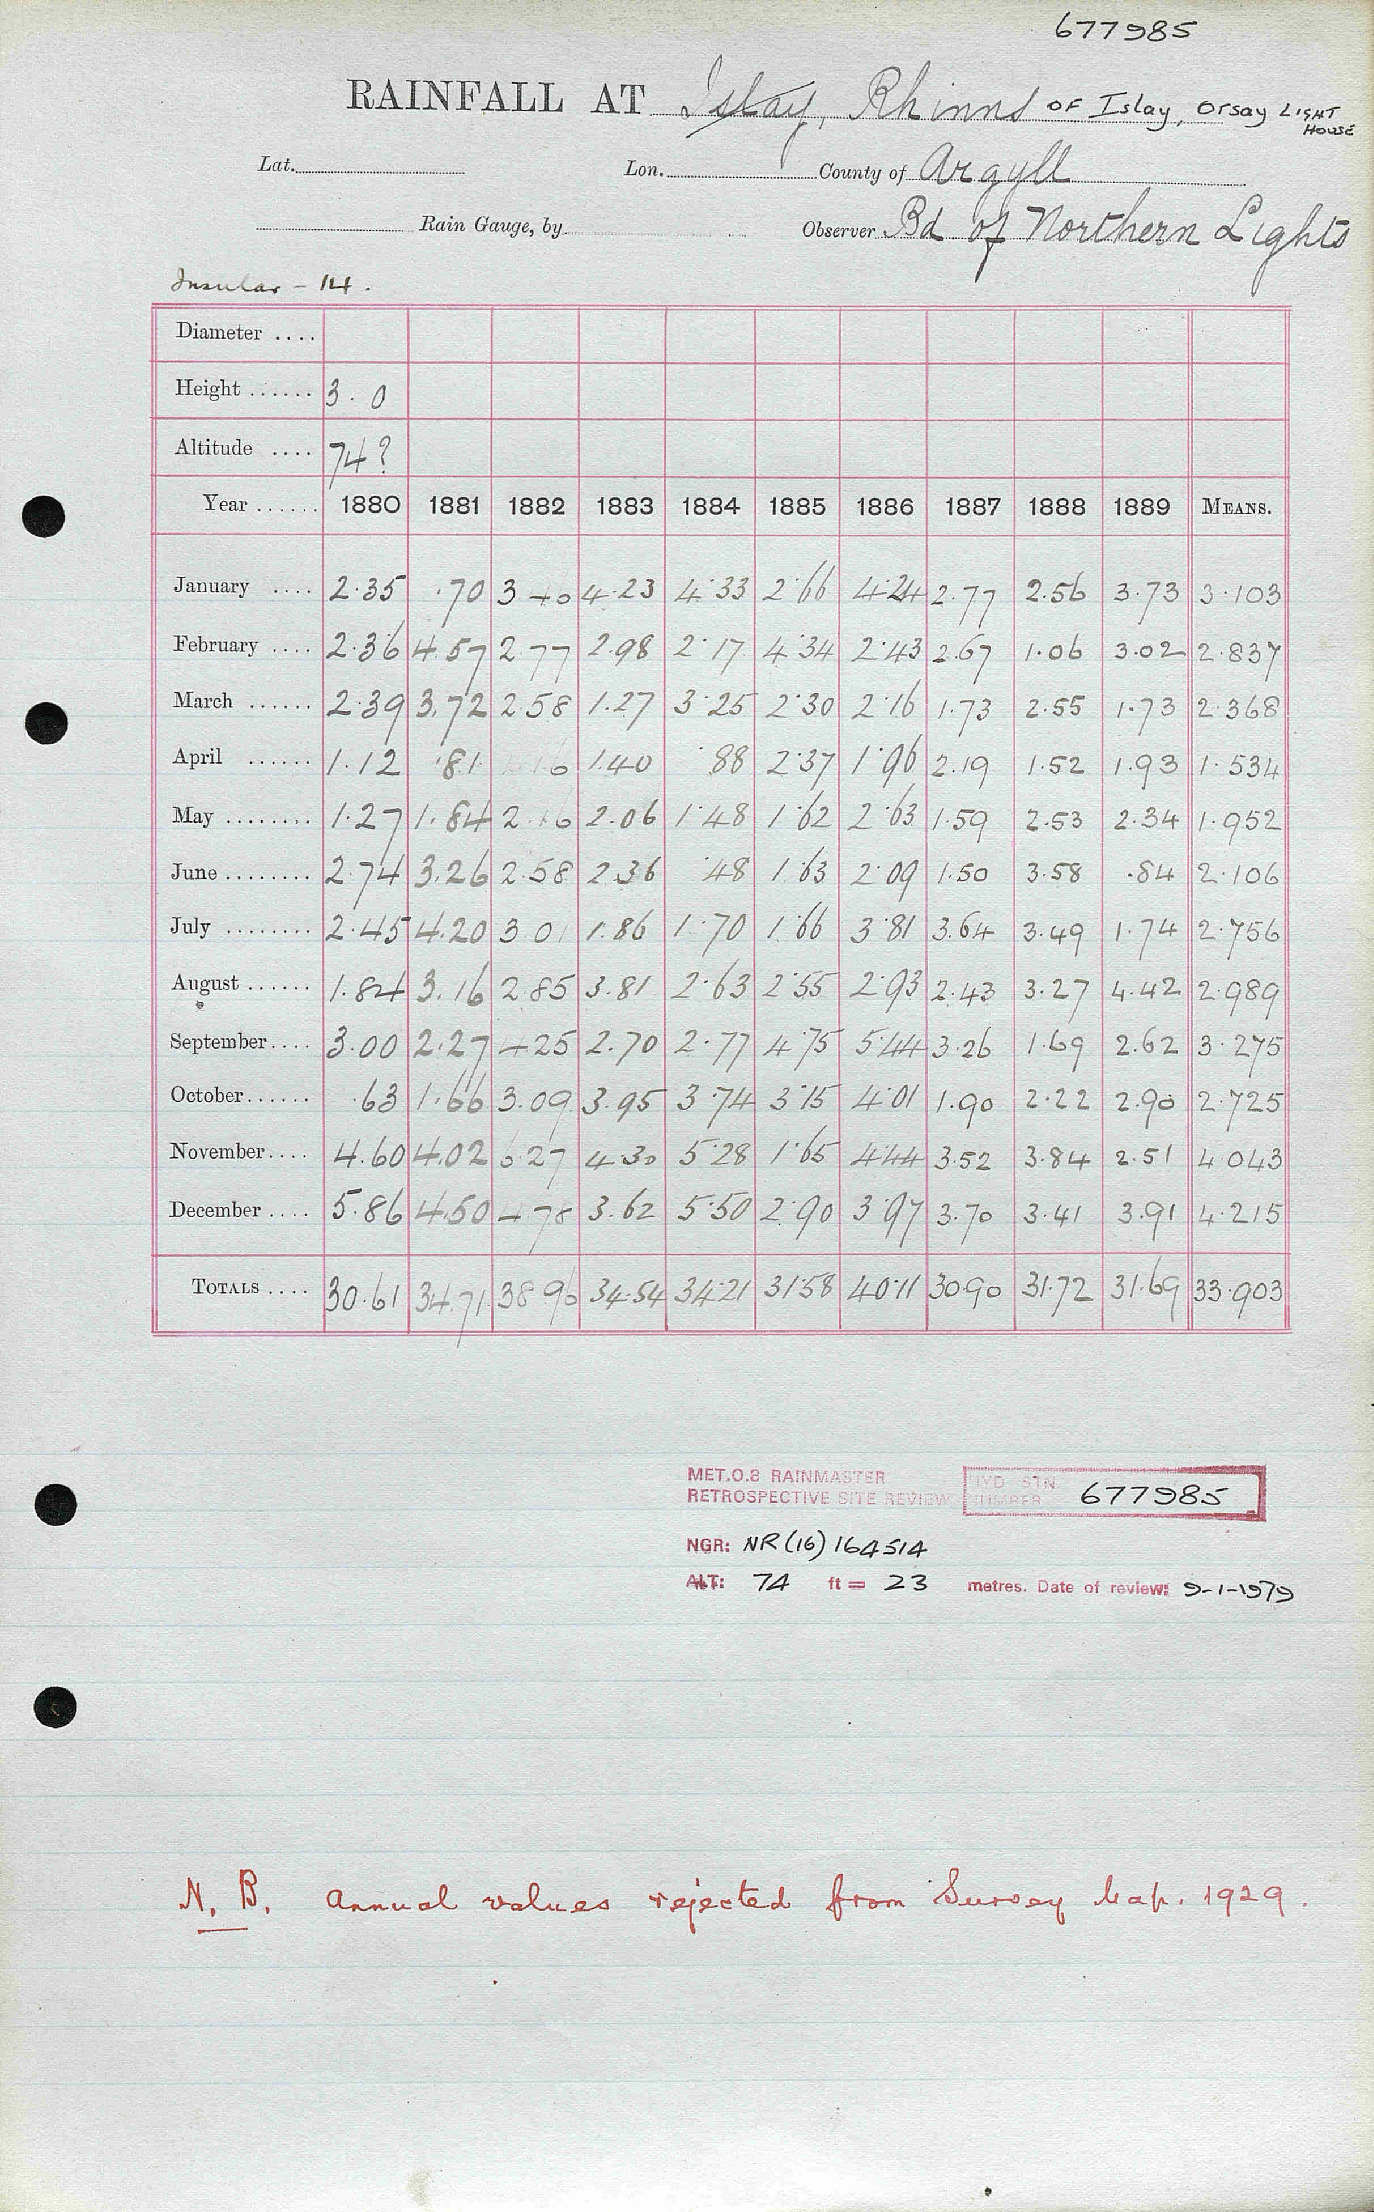 677985
RAINFALL AT Islay, Rhinns OF Islay, Orsay LIGHT HOUSE
Lat. Lon. County of Argyll
Rain Gauge, by Observer Bd of Northern Lights
Insular - 14.
Diameter ....
Height ...... 3.0
Altitude .... 74?
Year ...... 1880 1881 1882 1883 1884 1885 1886 1887 1888 1889 MEANS.
January .... 2.35 .70 3.46 4.23 4.33 2.66 4.24 2.77 2.56 3.73 3.103
February .... 2.36 4.57 2.77 2.98 2.17 4.34 2.43 2.67 1.06 3.02 2.837
March ...... 2.39 3.72 2.58 1.27 3.25 2.30 2.16 1.73 2.55 1.73 2.368
April ...... 1.12 .81 1.16 1.40 .88 2.37 1.96 2.19 1.52 1.93 1.534
May ........ 1.27 1.84 2.16 2.06 1.48 1.62 2.63 1.59 2.53 2.34 1.952
June ........ 2.74 3.26 2.58 2.36 .48 1.63 2.09 1.50 3.58 .84 2.106
July ........ 2.45 4.20 3.01 1.86 1.70 1.66 3.81 3.64 3.49 1.74 2.756
August ...... 1.84 3.16 2.85 3.81 2.63 2.55 2.93 2.43 3.27 4.42 2.989
September.... 3.00 2.27 4.25 2.70 2.77 4.75 5.44 3.26 1.69 2.62 3.275
October...... .63 1.66 3.09 3.95 3.74 3.15 4.01 1.90 2.22 2.90 2.725
November.... 4.60 4.02 6.27 4.30 5.28 1.65 4.44 3.52 3.84 2.51 4.043
December .... 5.86 4.50 4.78 3.62 5.50 2.90 3.97 3.70 3.41 3.91 4.215
TOTALS .... 30.61 34.71 38.96 34.54 34.21 31.58 40.11 30.90 31.72 31.69 33.903
MET.O.8 RAINMASTER
RETROSPECTIVE SITE REVIEW
HYD STN NUMBER 677985
NGR: NR(16)164514
ALT: 74 ft = 23 metres. Date of review: 9-1-1979
N.B. Annual values rejected from Survey Map. 1929.